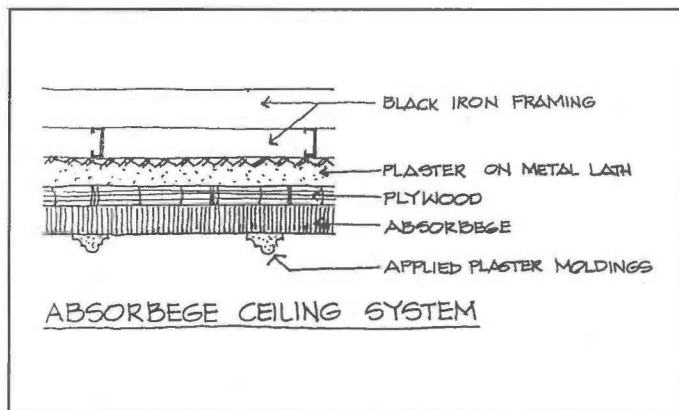 BLACK IRON FRAMING
PLASTER ON METAL LATH
PLYWOOD
ABSORBEGE
APPLIED PLASTER MOLDINGS
ABSORBEGE CEILING SYSTEM